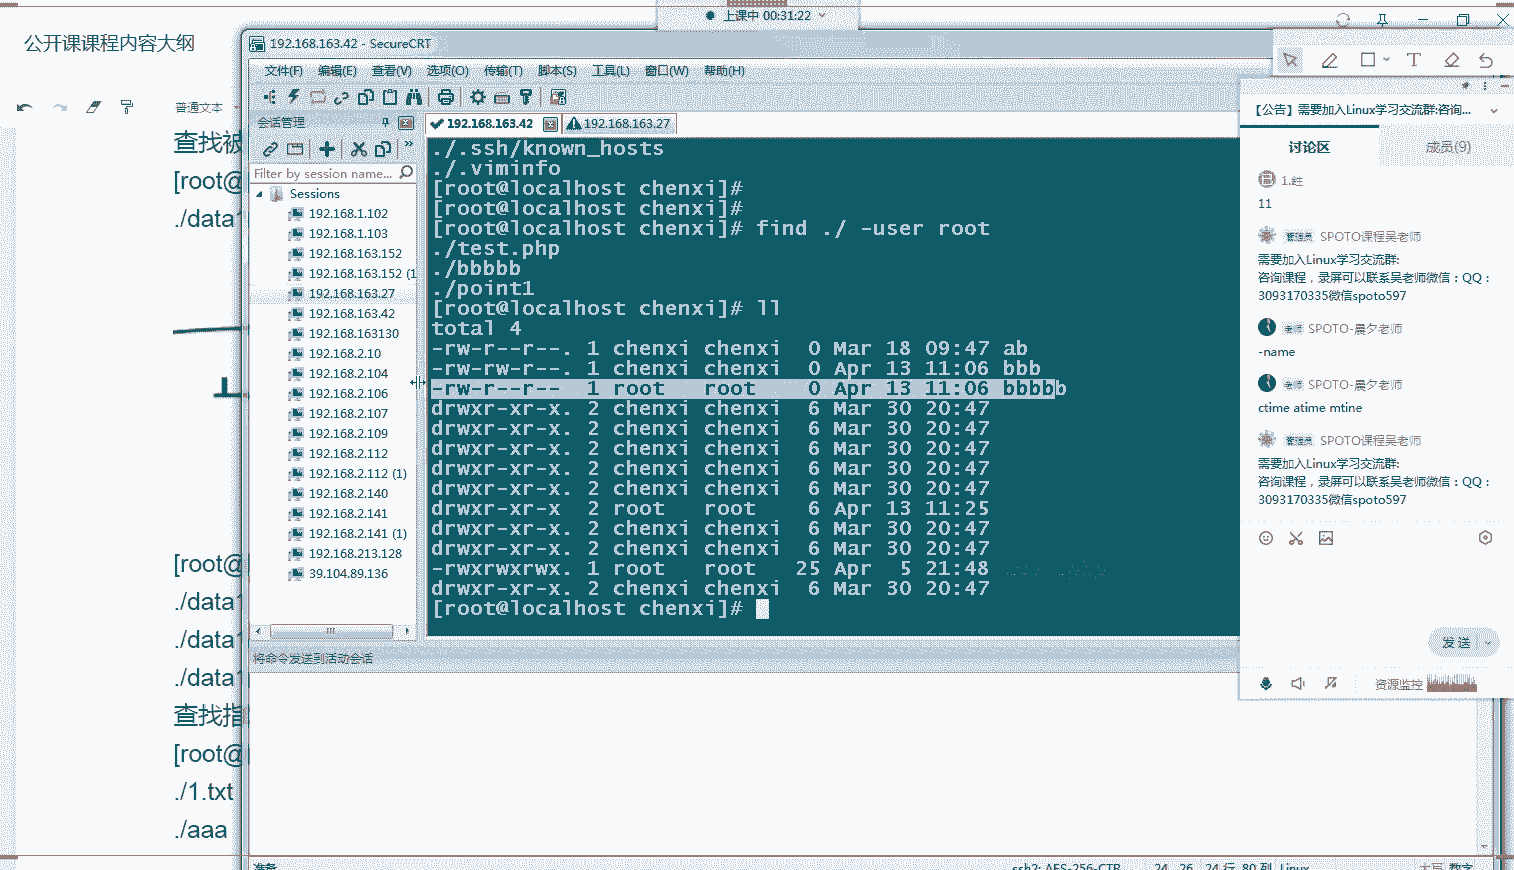 上课中 00:31:22
公开课课程内容大纲
普通文本
查找被
[root@
./data
[root@
./data
./data
./data
查找指
[root@
./1.txt
./aaa
192.168.163.42 - SecureCRT
文件(F) 编辑(E) 查看(V) 选项(O) 传输(T) 脚本(S) 工具(L) 窗口(W) 帮助(H)
会话管理
Filter by session name...
Sessions
192.168.1.102
192.168.1.103
192.168.163.152
192.168.163.152 (1
192.168.163.27
192.168.163.42
192.168.163130
192.168.2.10
192.168.2.104
192.168.2.106
192.168.2.107
192.168.2.109
192.168.2.112
192.168.2.112 (1)
192.168.2.140
192.168.2.141
192.168.2.141 (1)
192.168.213.128
39.104.89.136
192.168.163.42 192.168.163.27
./.ssh/known_hosts
./.viminfo
[root@localhost chenxi]#
[root@localhost chenxi]#
[root@localhost chenxi]# find ./ -user root
./test.php
./bbbbb
./point1
[root@localhost chenxi]# ll
total 4
-rw-r--r--. 1 chenxi chenxi  0 Mar 18 09:47 ab
-rw-rw-r--. 1 chenxi chenxi  0 Apr 13 11:06 bbb
-rw-r--r--  1 root   root    0 Apr 13 11:06 bbbbb
drwxr-xr-x. 2 chenxi chenxi  6 Mar 30 20:47
drwxr-xr-x. 2 chenxi chenxi  6 Mar 30 20:47
drwxr-xr-x. 2 chenxi chenxi  6 Mar 30 20:47
drwxr-xr-x. 2 chenxi chenxi  6 Mar 30 20:47
drwxr-xr-x. 2 chenxi chenxi  6 Mar 30 20:47
drwxr-xr-x  2 root   root    6 Apr 13 11:25
drwxr-xr-x. 2 chenxi chenxi  6 Mar 30 20:47
drwxr-xr-x. 2 chenxi chenxi  6 Mar 30 20:47
-rwxrwxrwx. 1 root   root   25 Apr  5 21:48
drwxr-xr-x. 2 chenxi chenxi  6 Mar 30 20:47
[root@localhost chenxi]#
将命令发送到活动会话
准备
ssh2: AES-256-CTR 24, 26 24 行, 80 列 Linux 大写 数字
【公告】需要加入Linux学习交流群:咨询...
讨论区 成员(9)
11
管理员 SPOTO课程吴老师
需要加入Linux学习交流群:
咨询课程，录屏可以联系吴老师微信：QQ：
3093170335微信spoto597
老师 SPOTO-晨夕老师
-name
老师 SPOTO-晨夕老师
ctime atime mtine
管理员 SPOTO课程吴老师
需要加入Linux学习交流群:
咨询课程，录屏可以联系吴老师微信：QQ：
3093170335微信spoto597
发送
资源监控